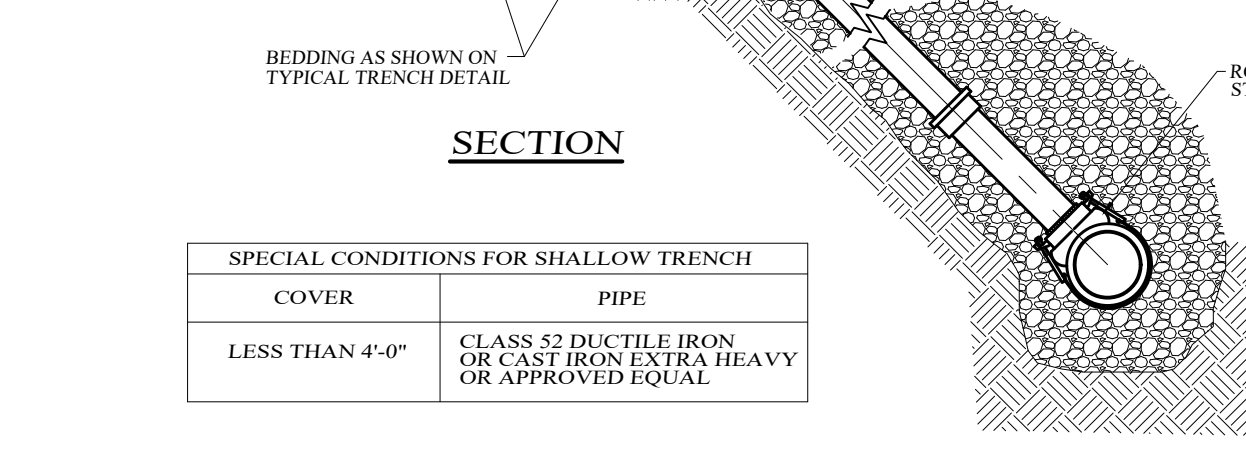 BEDDING AS SHOWN ON
TYPICAL TRENCH DETAIL
SECTION
SPECIAL CONDITIONS FOR SHALLOW TRENCH
COVER
PIPE
LESS THAN 4'-0"
CLASS 52 DUCTILE IRON
OR CAST IRON EXTRA HEAVY
OR APPROVED EQUAL